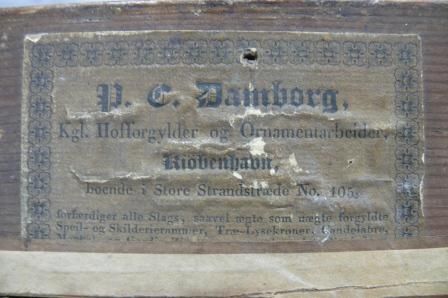 P. C. Damborg,
Kgl. Hofforgylder og Ornamentarbeider,
Kiöbenhavn,
boende i Store Strandstræde No. 105,
forfærdiger alle Slags, saavel ægte som uægte forgyldte
Speil- og Skilderierammer, Træ-Lysekroner, Candelabre,